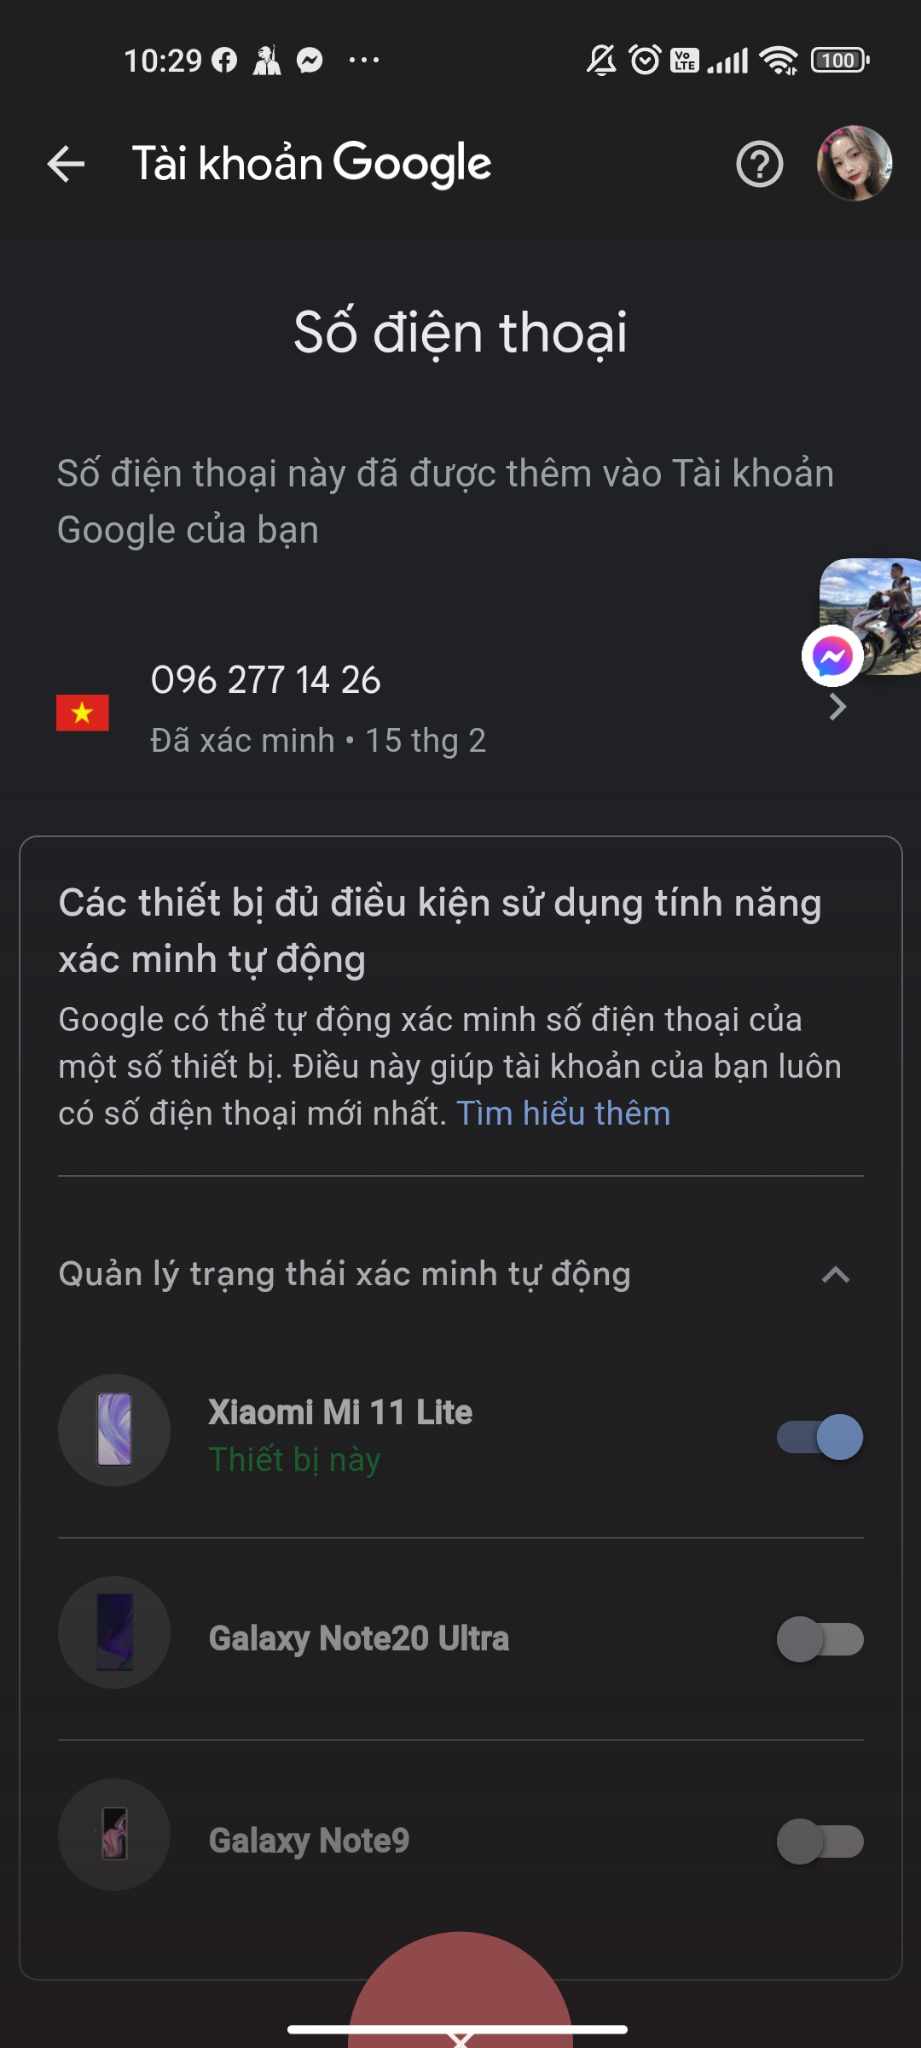 10:29
Vo LTE
100
Tài khoản Google
Số điện thoại
Số điện thoại này đã được thêm vào Tài khoản
Google của bạn
096 277 14 26
Đã xác minh • 15 thg 2
Các thiết bị đủ điều kiện sử dụng tính năng
xác minh tự động
Google có thể tự động xác minh số điện thoại của
một số thiết bị. Điều này giúp tài khoản của bạn luôn
có số điện thoại mới nhất. Tìm hiểu thêm
Quản lý trạng thái xác minh tự động
Xiaomi Mi 11 Lite
Thiết bị này
Galaxy Note20 Ultra
Galaxy Note9